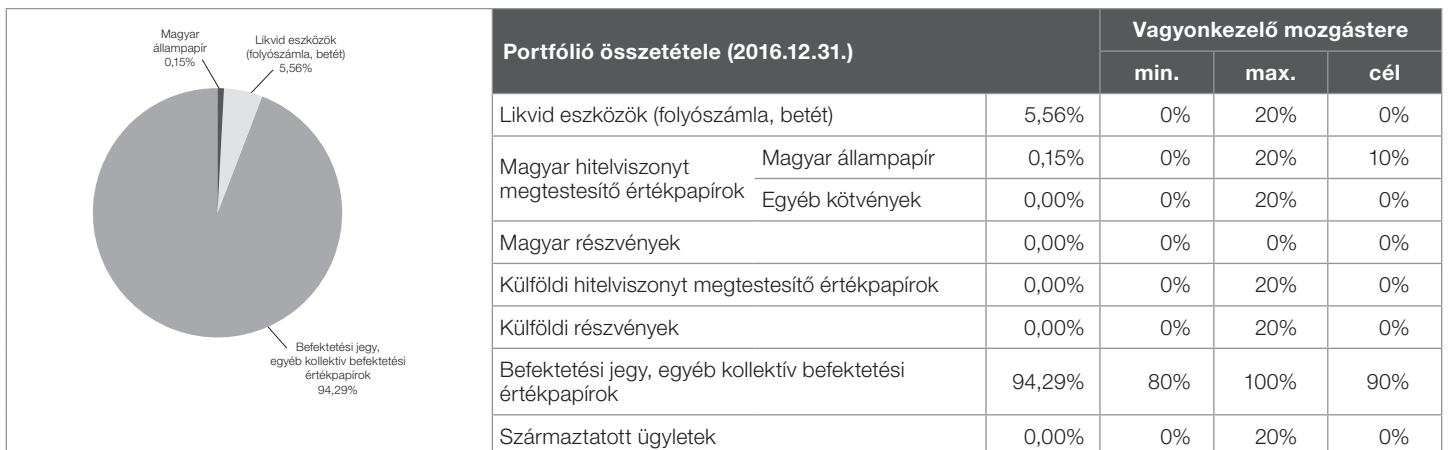 Magyar
állampapír
0,15%
Likvid eszközök
(folyószámla, betét)
5,56%
Befektetési jegy,
egyéb kollektív befektetési
értékpapírok
94,29%
Portfólió összetétele (2016.12.31.) Vagyonkezelő mozgástere
min. max. cél
Likvid eszközök (folyószámla, betét) 5,56% 0% 20% 0%
Magyar hitelviszonyt
megtestesítő értékpapírok
Magyar állampapír 0,15% 0% 20% 10%
Egyéb kötvények 0,00% 0% 20% 0%
Magyar részvények 0,00% 0% 0% 0%
Külföldi hitelviszonyt megtestesítő értékpapírok 0,00% 0% 20% 0%
Külföldi részvények 0,00% 0% 20% 0%
Befektetési jegy, egyéb kollektív befektetési
értékpapírok 94,29% 80% 100% 90%
Származtatott ügyletek 0,00% 0% 20% 0%